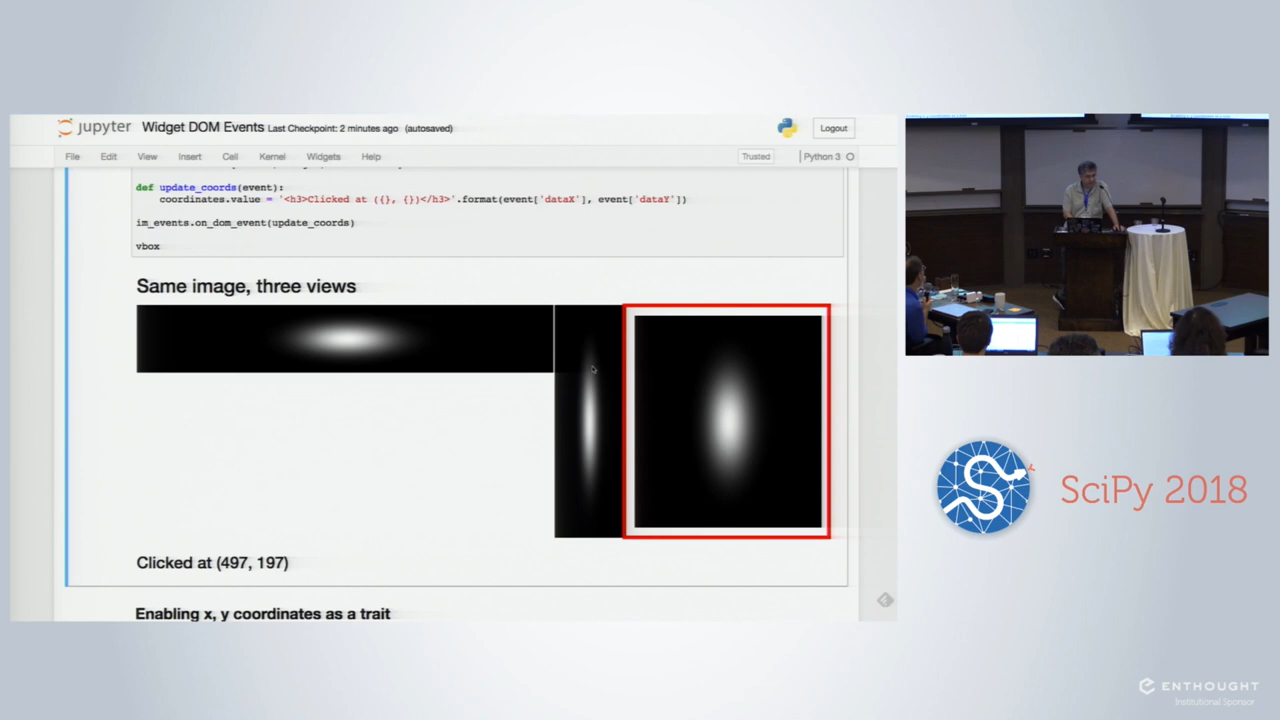 jupyter Widget DOM Events Last Checkpoint: 2 minutes ago (autosaved)
Logout
File Edit View Insert Cell Kernel Widgets Help
Trusted
Python 3
def update_coords(event):
coordinates.value = '<h3>Clicked at ({}, {})</h3>'.format(event['dataX'], event['dataY'])
im_events.on_dom_event(update_coords)
vbox
Same image, three views
Clicked at (497, 197)
Enabling x, y coordinates as a trait
SciPy 2018
ENTHOUGHT
Institutional Sponsor